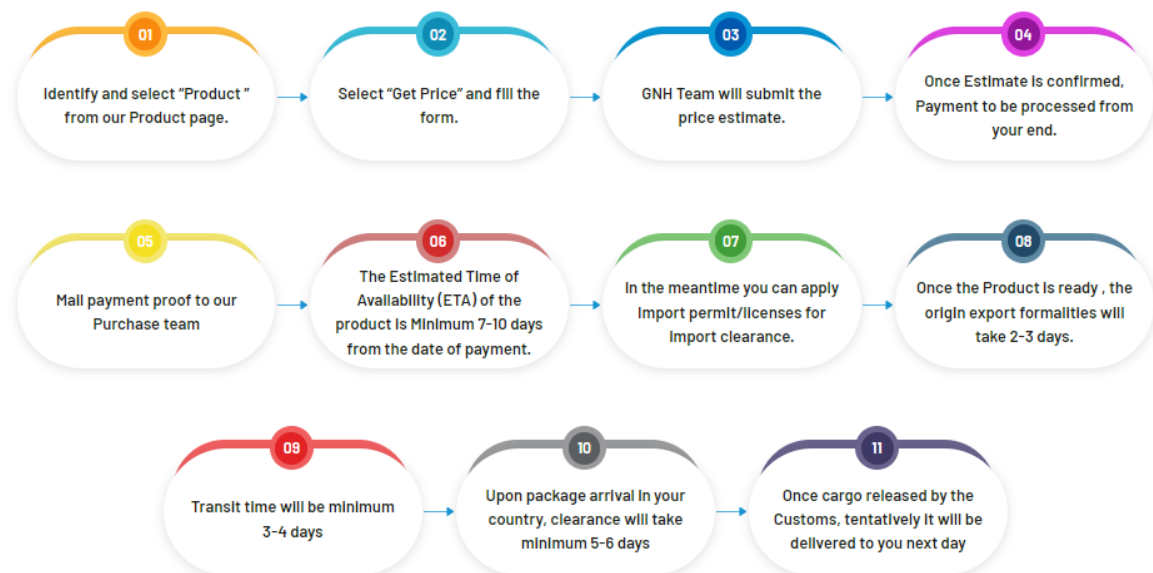 01
Identify and select “Product ”
from our Product page.
02
Select “Get Price” and fill the
form.
03
GNH Team will submit the
price estimate.
04
Once Estimate is confirmed,
Payment to be processed from
your end.
05
Mail payment proof to our
Purchase team
06
The Estimated Time of
Availability (ETA) of the
product is Minimum 7-10 days
from the date of payment.
07
In the meantime you can apply
Import permit/licenses for
import clearance.
08
Once the Product is ready , the
origin export formalities will
take 2-3 days.
09
Transit time will be minimum
3-4 days
10
Upon package arrival in your
country, clearance will take
minimum 5-6 days
11
Once cargo released by the
Customs, tentatively it will be
delivered to you next day